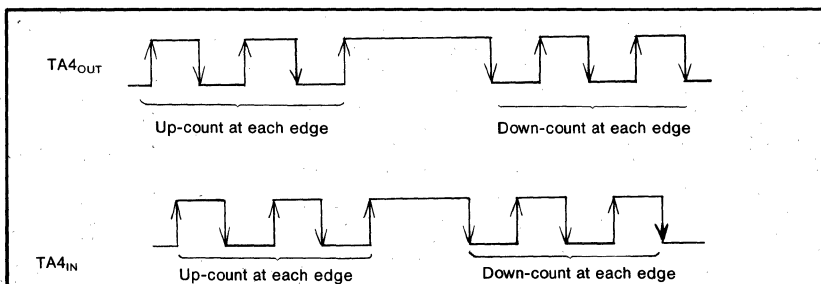 TA4OUT
Up-count at each edge
Down-count at each edge
TA4IN
Up-count at each edge
Down-count at each edge